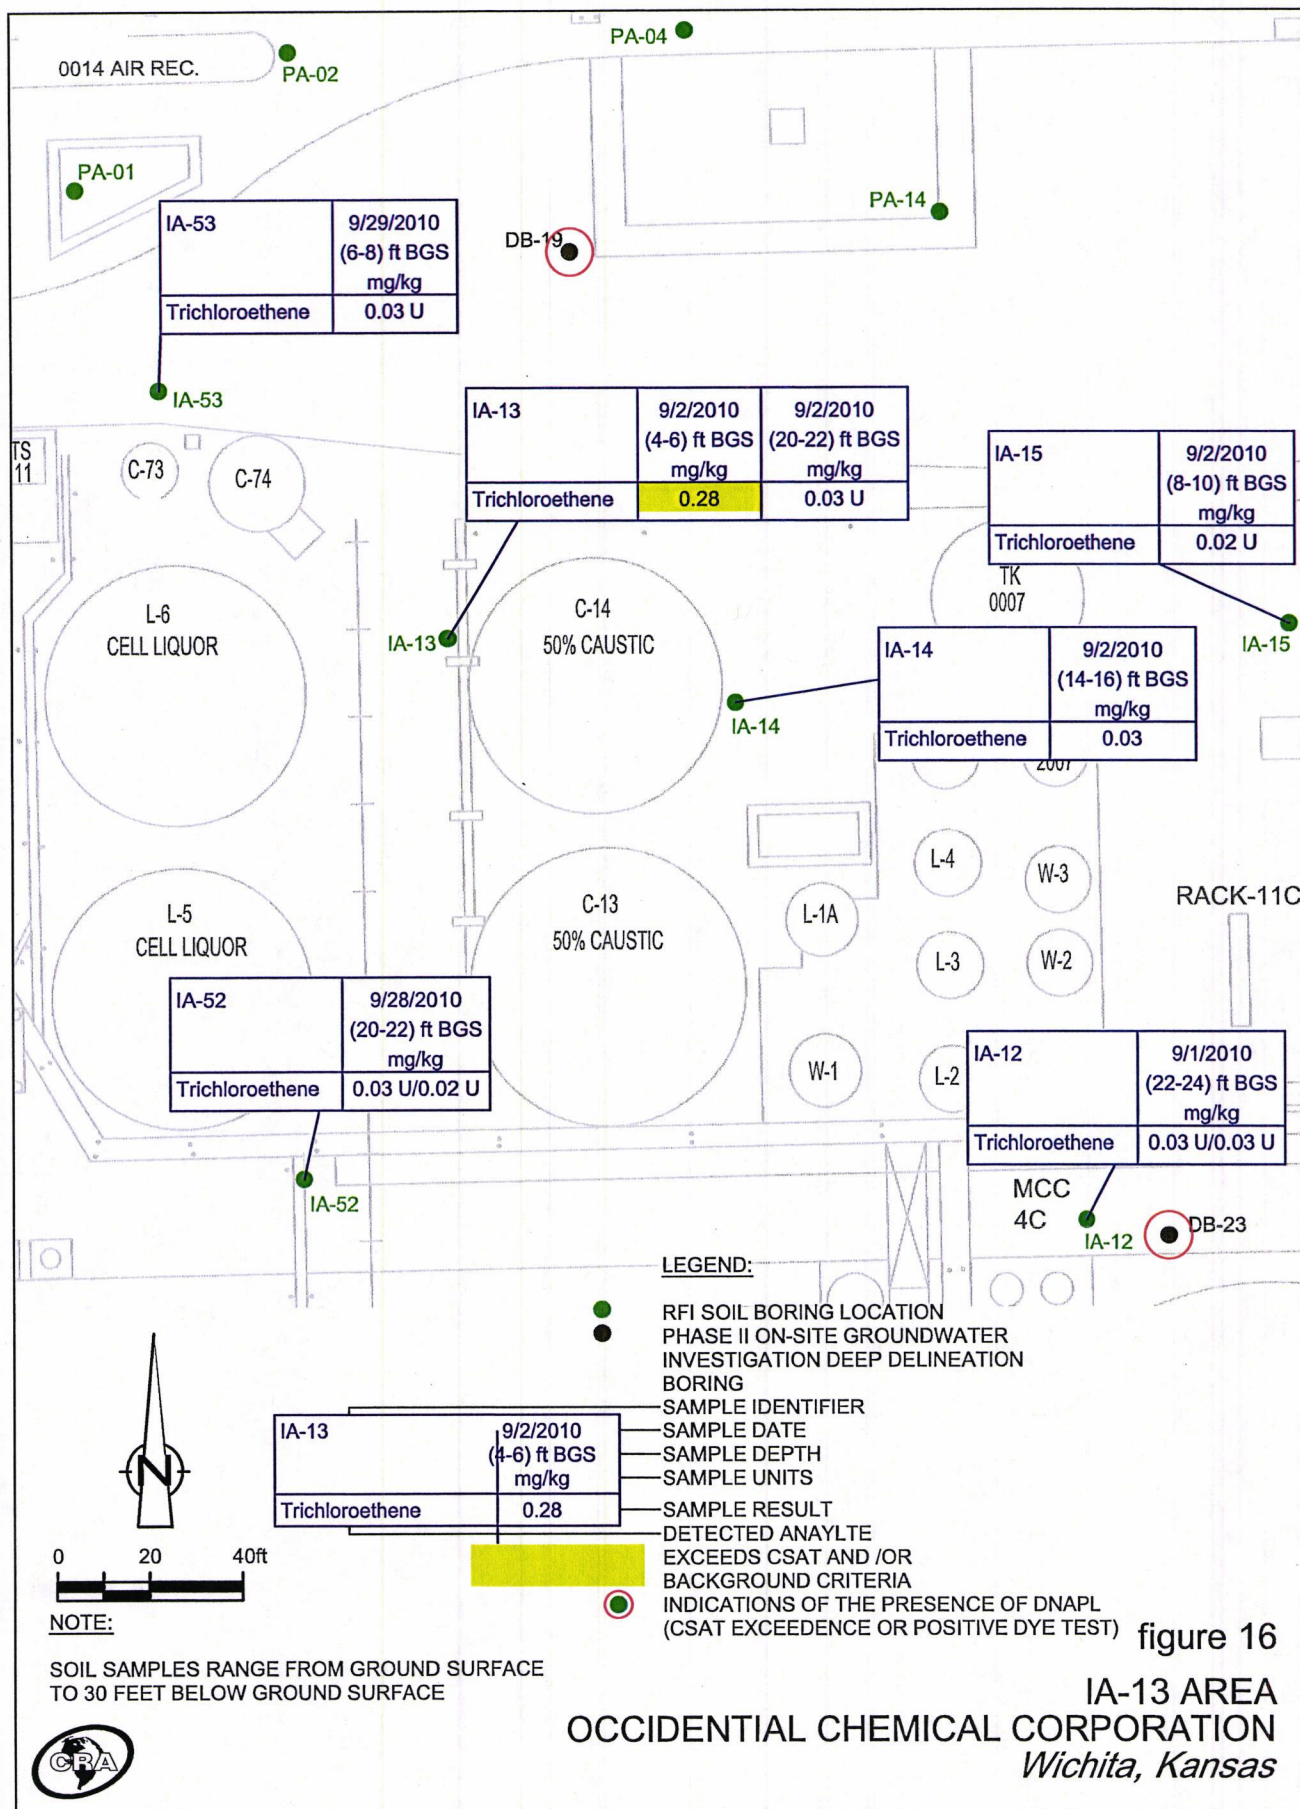 PA-04
0014 AIR REC.
PA-02
PA-01
PA-14
IA-53
9/29/2010
(6-8) ft BGS
mg/kg
Trichloroethene
0.03 U
DB-19
IA-53
IA-13
9/2/2010
(4-6) ft BGS
mg/kg
9/2/2010
(20-22) ft BGS
mg/kg
Trichloroethene
0.28
0.03 U
IA-15
9/2/2010
(8-10) ft BGS
mg/kg
Trichloroethene
0.02 U
TS
11
C-73
C-74
TK
0007
L-6
CELL LIQUOR
IA-13
C-14
50% CAUSTIC
IA-15
IA-14
9/2/2010
(14-16) ft BGS
mg/kg
Trichloroethene
0.03
IA-14
2007
L-4
W-3
RACK-11C
L-5
CELL LIQUOR
C-13
50% CAUSTIC
L-1A
L-3
W-2
IA-52
9/28/2010
(20-22) ft BGS
mg/kg
Trichloroethene
0.03 U/0.02 U
W-1
L-2
IA-12
9/1/2010
(22-24) ft BGS
mg/kg
Trichloroethene
0.03 U/0.03 U
IA-52
MCC
4C
IA-12
DB-23
LEGEND:
RFI SOIL BORING LOCATION
PHASE II ON-SITE GROUNDWATER
INVESTIGATION DEEP DELINEATION
BORING
SAMPLE IDENTIFIER
SAMPLE DATE
SAMPLE DEPTH
SAMPLE UNITS
SAMPLE RESULT
DETECTED ANAYLTE
EXCEEDS CSAT AND /OR
BACKGROUND CRITERIA
INDICATIONS OF THE PRESENCE OF DNAPL
(CSAT EXCEEDENCE OR POSITIVE DYE TEST)
IA-13
9/2/2010
(4-6) ft BGS
mg/kg
Trichloroethene
0.28
N
0 20 40ft
NOTE:
SOIL SAMPLES RANGE FROM GROUND SURFACE
TO 30 FEET BELOW GROUND SURFACE
CRA
figure 16
IA-13 AREA
OCCIDENTIAL CHEMICAL CORPORATION
Wichita, Kansas